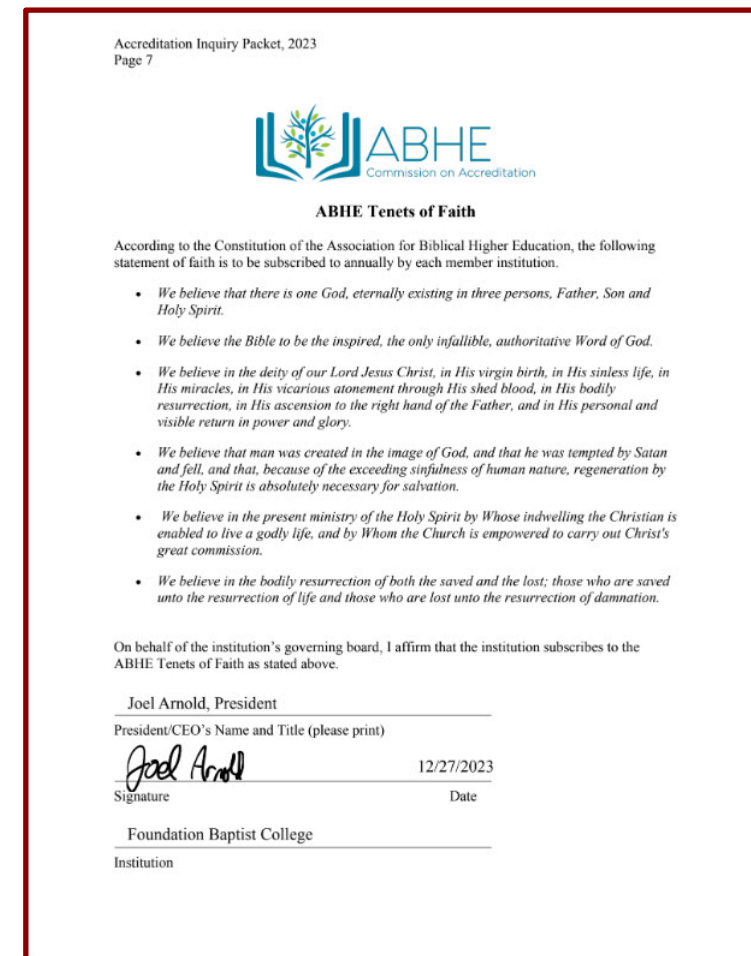 Accreditation Inquiry Packet, 2023
Page 7
ABHE
Commission on Accreditation
ABHE Tenets of Faith
According to the Constitution of the Association for Biblical Higher Education, the following
statement of faith is to be subscribed to annually by each member institution.
• We believe that there is one God, eternally existing in three persons, Father, Son and
Holy Spirit.
• We believe the Bible to be the inspired, the only infallible, authoritative Word of God.
• We believe in the deity of our Lord Jesus Christ, in His virgin birth, in His sinless life, in
His miracles, in His vicarious atonement through His shed blood, in His bodily
resurrection, in His ascension to the right hand of the Father, and in His personal and
visible return in power and glory.
• We believe that man was created in the image of God, and that he was tempted by Satan
and fell, and that, because of the exceeding sinfulness of human nature, regeneration by
the Holy Spirit is absolutely necessary for salvation.
• We believe in the present ministry of the Holy Spirit by Whose indwelling the Christian is
enabled to live a godly life, and by Whom the Church is empowered to carry out Christ's
great commission.
• We believe in the bodily resurrection of both the saved and the lost; those who are saved
unto the resurrection of life and those who are lost unto the resurrection of damnation.
On behalf of the institution's governing board, I affirm that the institution subscribes to the
ABHE Tenets of Faith as stated above.
Joel Arnold, President
President/CEO's Name and Title (please print)
Joel Arnold 12/27/2023
Signature Date
Foundation Baptist College
Institution